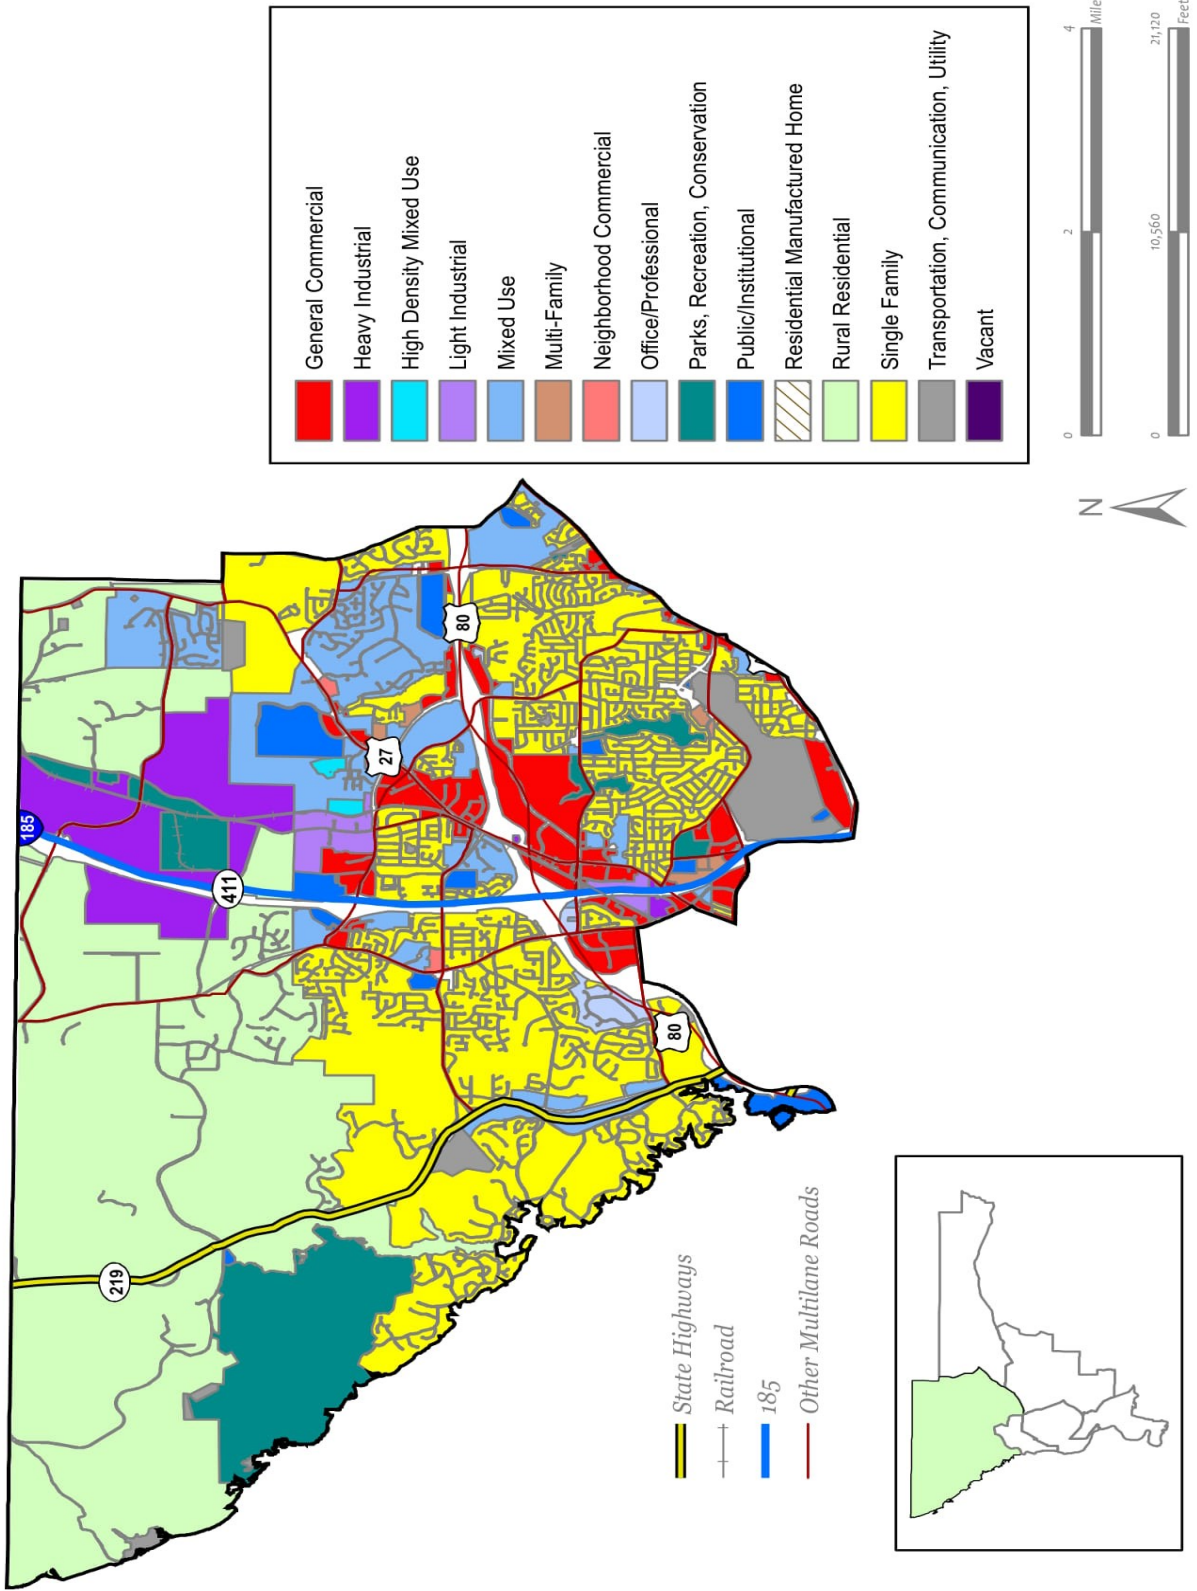 185
411
219
27
80
80
General Commercial
Heavy Industrial
High Density Mixed Use
Light Industrial
Mixed Use
Multi-Family
Neighborhood Commercial
Office/Professional
Parks, Recreation, Conservation
Public/Institutional
Residential Manufactured Home
Rural Residential
Single Family
Transportation, Communication, Utility
Vacant
State Highways
Railroad
185
Other Multilane Roads
N
0 2 4
0 10,560 21,120
Feet